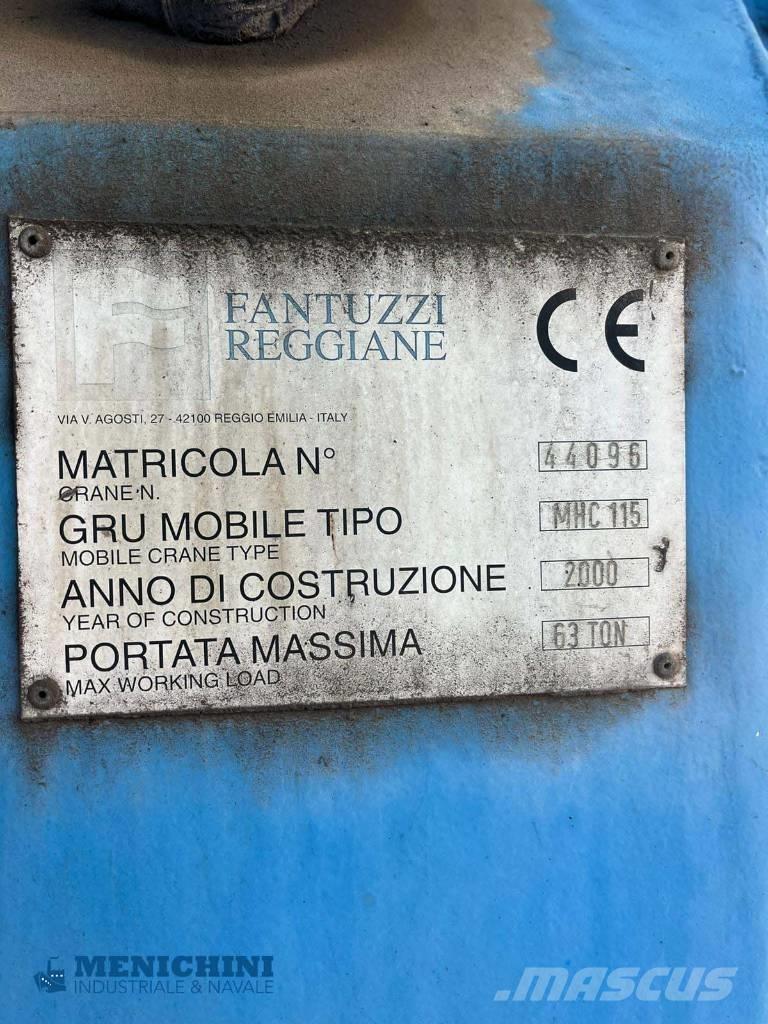 FANTUZZI
REGGIANE
CE
VIA V. AGOSTI, 27 - 42100 REGGIO EMILIA - ITALY
MATRICOLA N° 44096
CRANE N.
GRU MOBILE TIPO MHC 115
MOBILE CRANE TYPE
ANNO DI COSTRUZIONE 2000
YEAR OF CONSTRUCTION
PORTATA MASSIMA 63 TON
MAX WORKING LOAD
MENICHINI
INDUSTRIALE & NAVALE
MASCUS